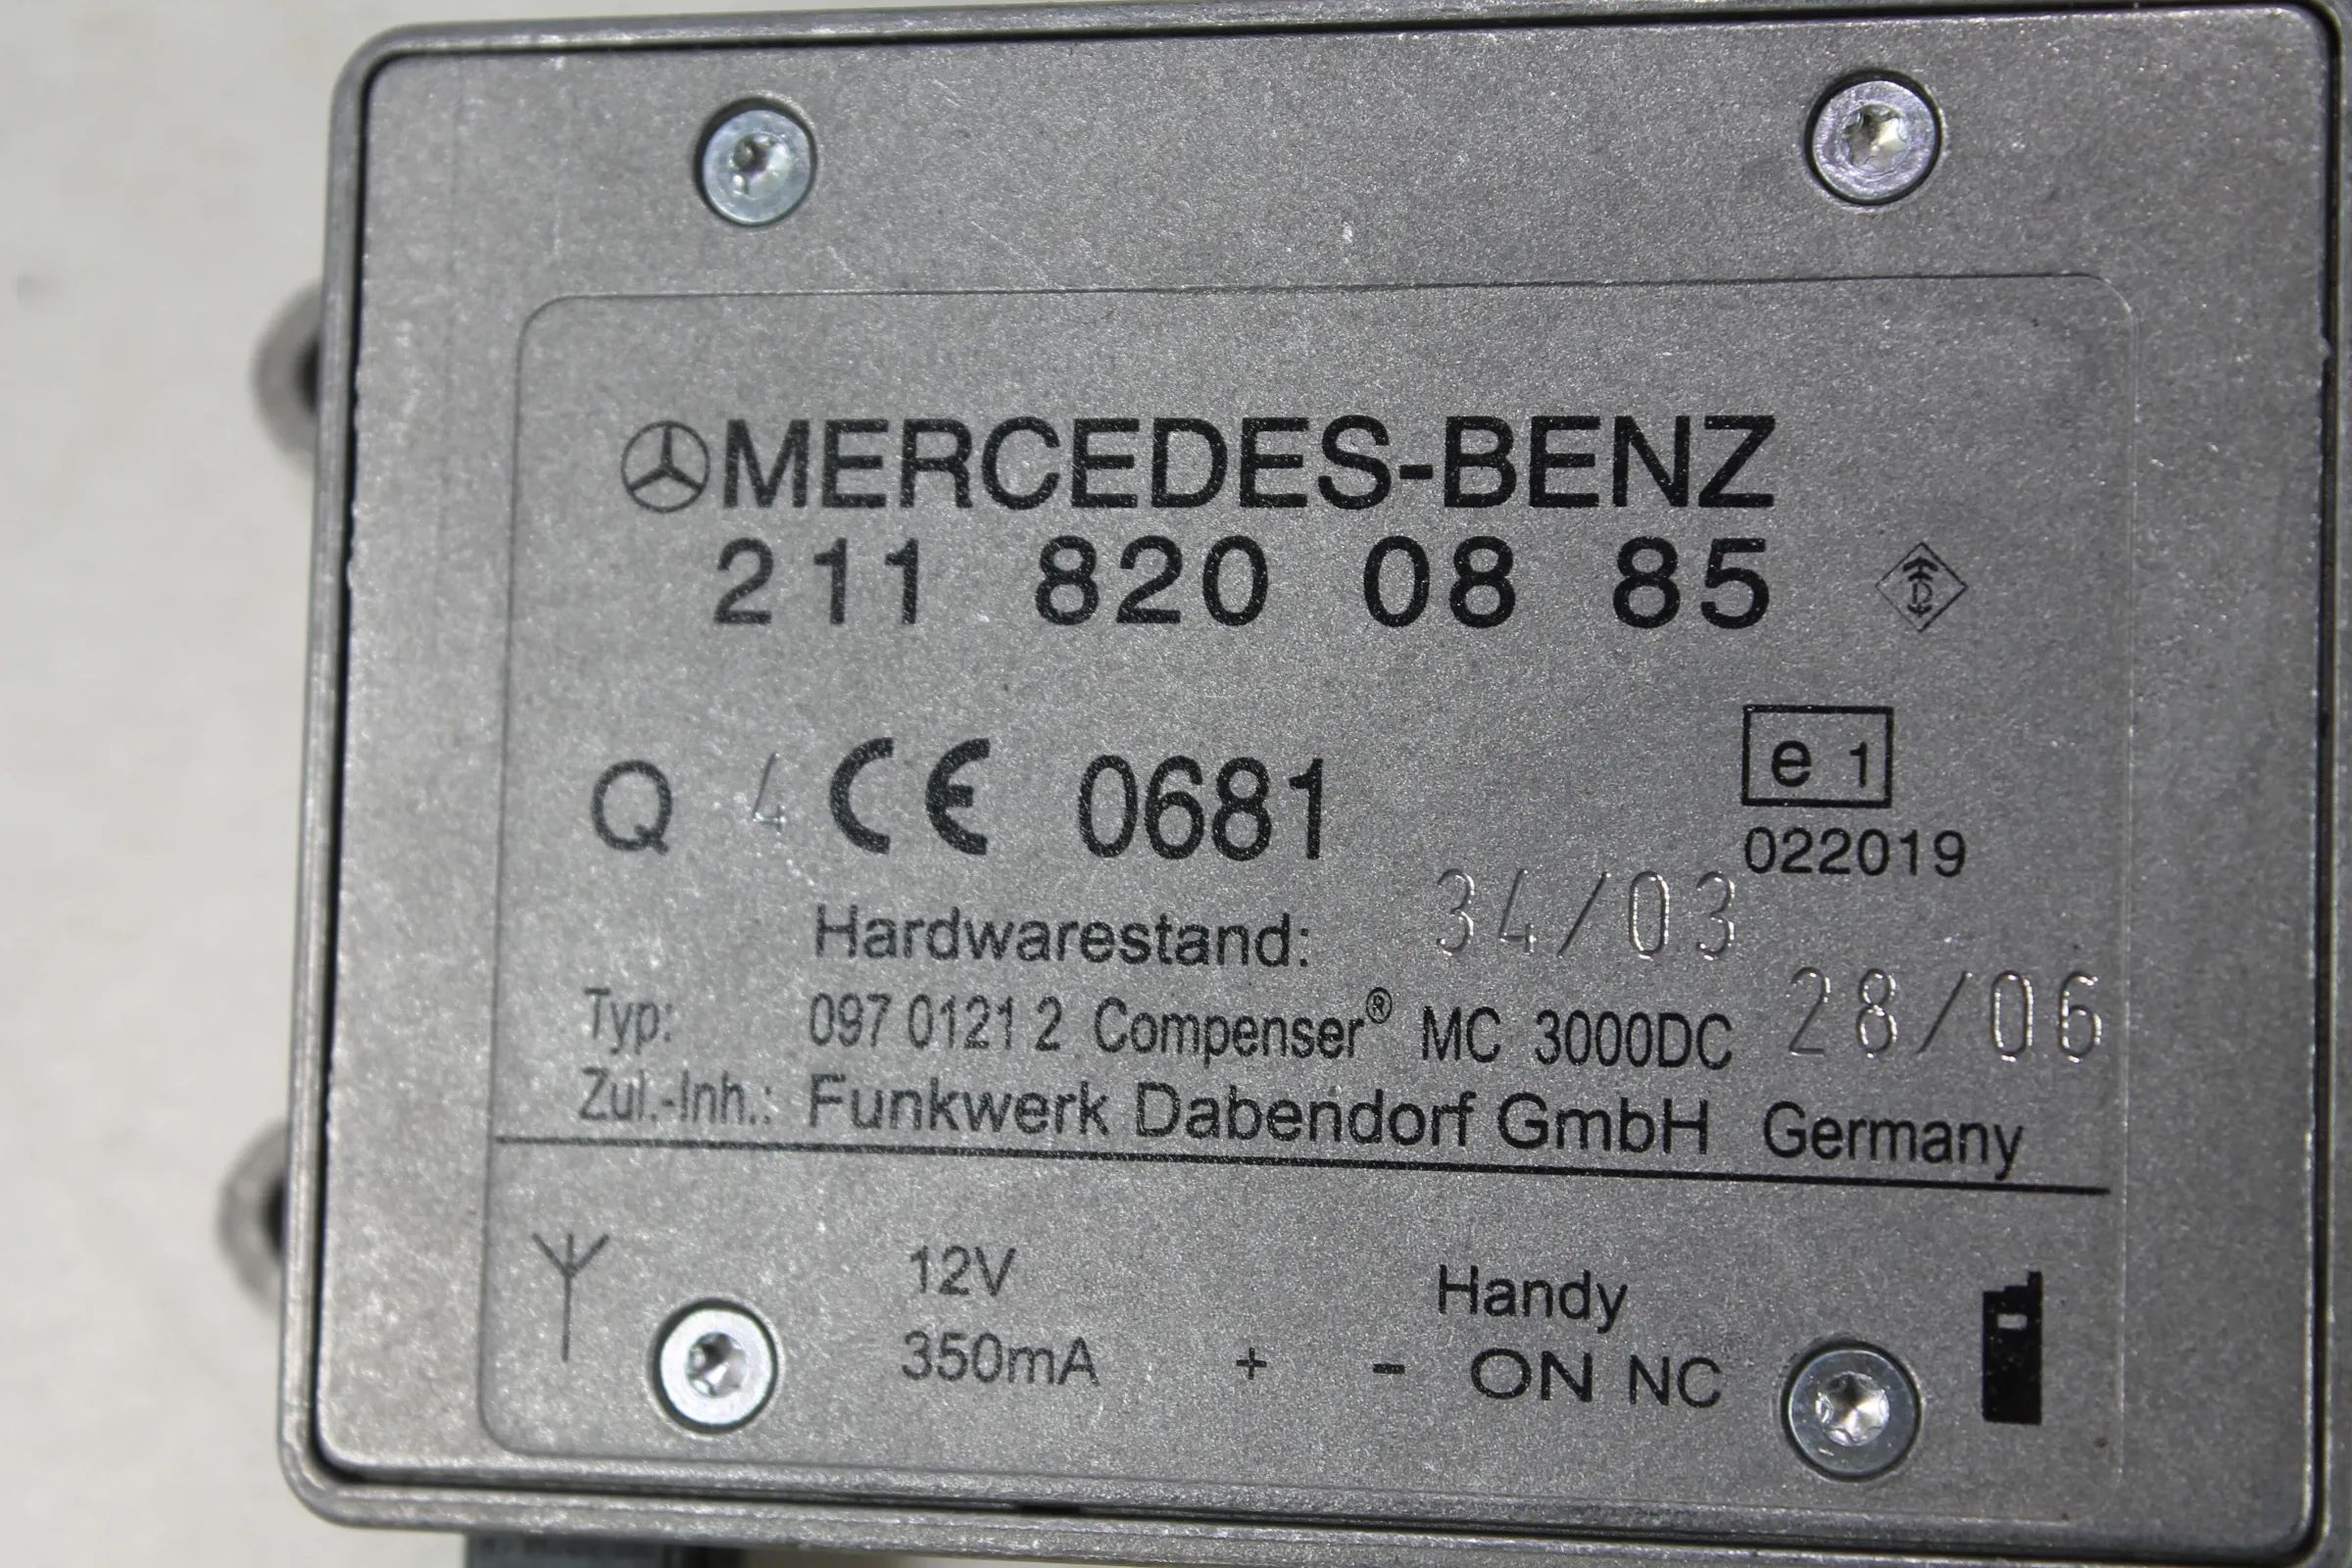 MERCEDES-BENZ
211 820 08 85
Q 4 CE 0681
e 1
022019
Hardwarestand: 34/03
Typ: 097 0121 2 Compenser® MC 3000DC 28/06
Zul.-Inh.: Funkwerk Dabendorf GmbH Germany
12V Handy
350mA + - ON NC